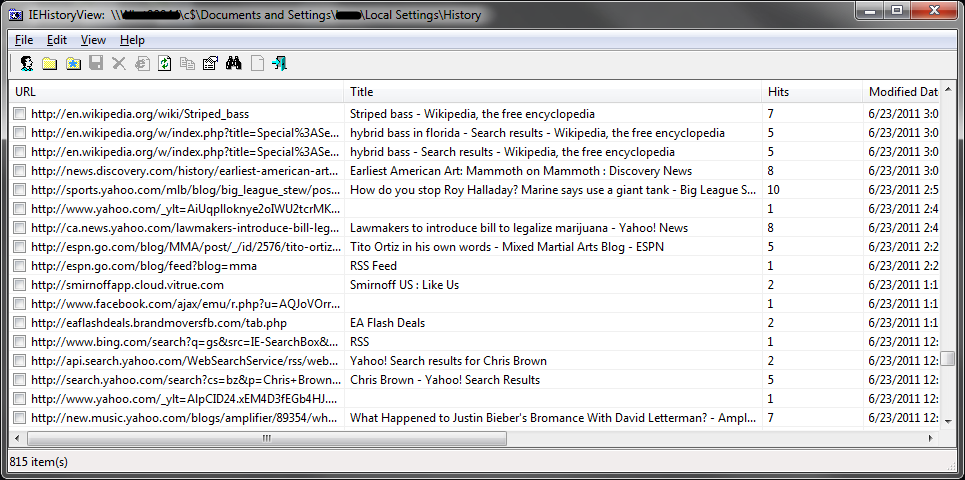 IEHistoryView: \c$\Documents and Settings\ \Local Settings\History
File Edit View Help
URL Title Hits Modified Dat
http://en.wikipedia.org/wiki/Striped_bass Striped bass - Wikipedia, the free encyclopedia 7 6/23/2011 3:0
http://en.wikipedia.org/w/index.php?title=Special%3ASe... hybrid bass in florida - Search results - Wikipedia, the free encyclopedia 5 6/23/2011 3:0
http://en.wikipedia.org/w/index.php?title=Special%3ASe... hybrid bass - Search results - Wikipedia, the free encyclopedia 5 6/23/2011 3:0
http://news.discovery.com/history/earliest-american-art... Earliest American Art: Mammoth on Mammoth : Discovery News 8 6/23/2011 3:0
http://sports.yahoo.com/mlb/blog/big_league_stew/pos... How do you stop Roy Halladay? Marine says use a giant tank - Big League S... 10 6/23/2011 2:5
http://www.yahoo.com/_ylt=AiUqpIloknye2oIWU2tcrMK... 1 6/23/2011 2:4
http://ca.news.yahoo.com/lawmakers-introduce-bill-leg... Lawmakers to introduce bill to legalize marijuana - Yahoo! News 8 6/23/2011 2:4
http://espn.go.com/blog/MMA/post/_/id/2576/tito-ortiz... Tito Ortiz in his own words - Mixed Martial Arts Blog - ESPN 5 6/23/2011 2:2
http://espn.go.com/blog/feed?blog=mma RSS Feed 1 6/23/2011 2:2
http://smirnoffapp.cloud.vitrue.com Smirnoff US : Like Us 2 6/23/2011 1:1
http://www.facebook.com/ajax/emu/r.php?u=AQJoVOrr... 1 6/23/2011 1:1
http://eaflashdeals.brandmoversfb.com/tab.php EA Flash Deals 2 6/23/2011 1:1
http://www.bing.com/search?q=gs&src=IE-SearchBox&... RSS 1 6/23/2011 12:
http://api.search.yahoo.com/WebSearchService/rss/web... Yahoo! Search results for Chris Brown 2 6/23/2011 12:
http://search.yahoo.com/search?cs=bz&p=Chris+Brown... Chris Brown - Yahoo! Search Results 5 6/23/2011 12:
http://www.yahoo.com/_ylt=AlpCID24.xEM4D3fEGb4HJ.... 1 6/23/2011 12:
http://new.music.yahoo.com/blogs/amplifier/89354/wh... What Happened to Justin Bieber's Bromance With David Letterman? - Ampl... 7 6/23/2011 12:
815 item(s)